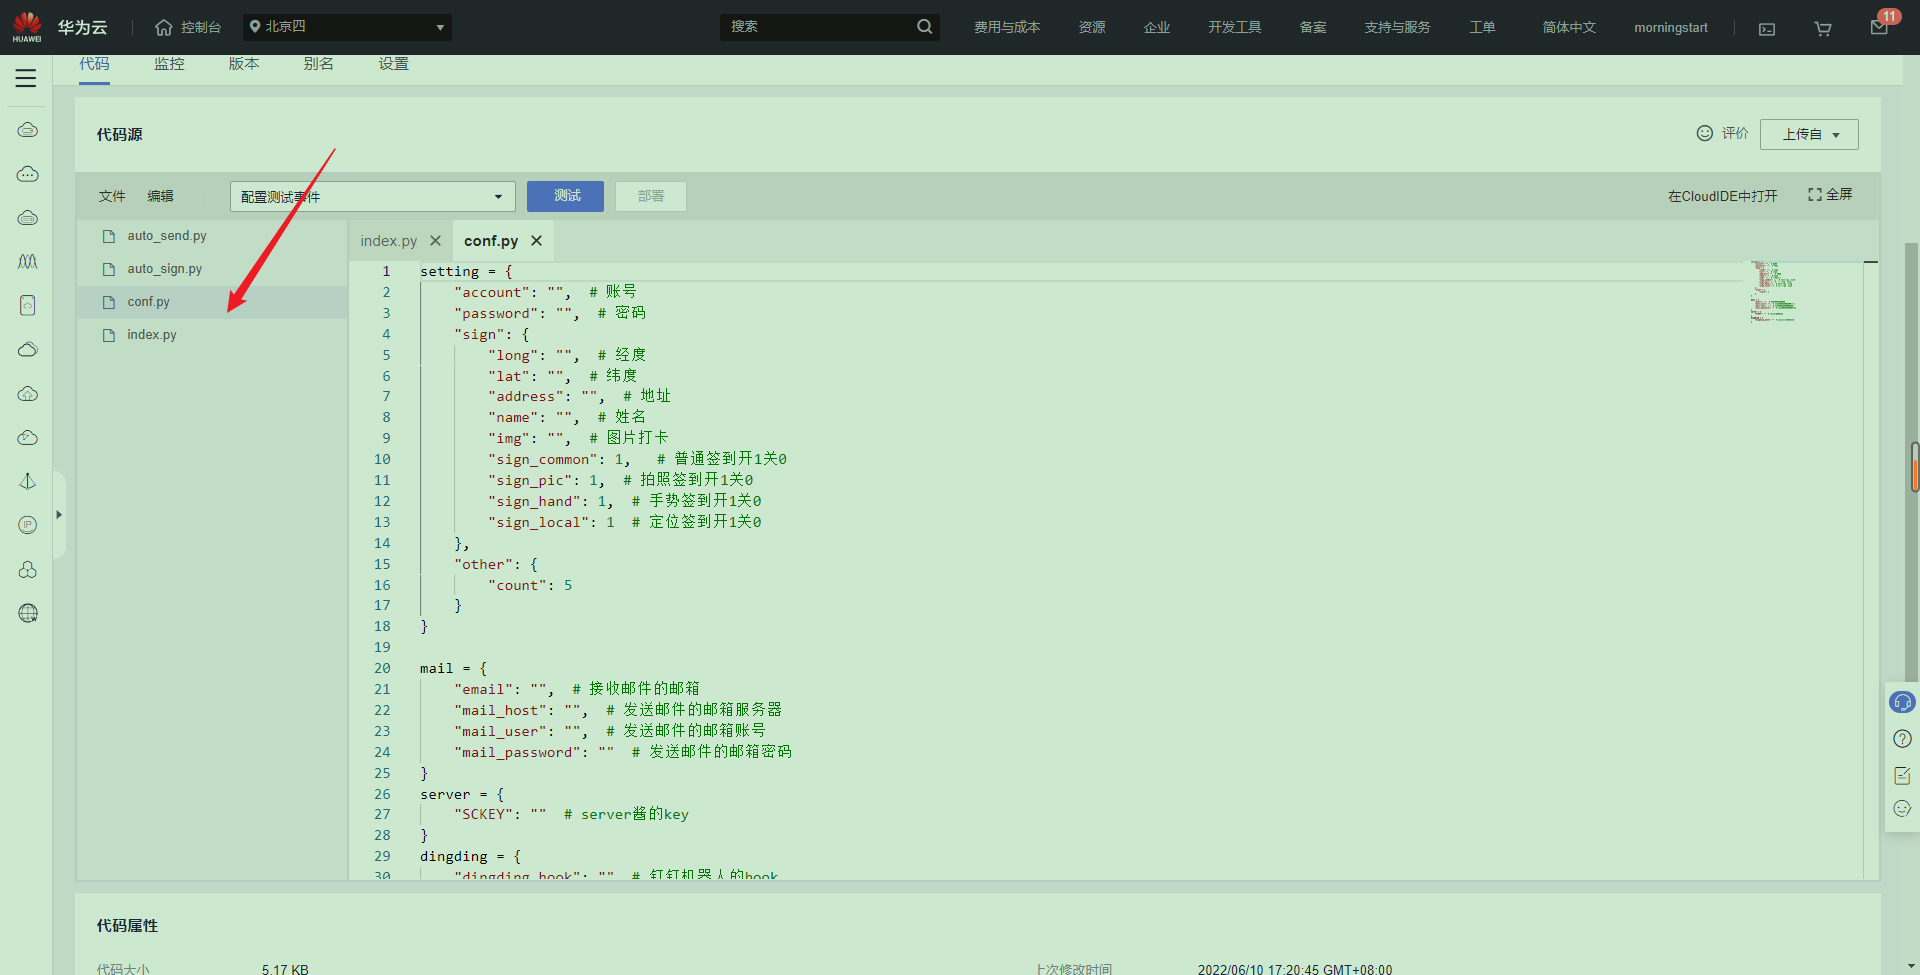 HUAWEI 华为云 控制台 北京四 搜索 费用与成本 资源 企业 开发工具 备案 支持与服务 工单 简体中文 morningstart 11
代码 监控 版本 别名 设置
代码源 评价 上传自
文件 编辑 配置测试事件 测试 部署 在CloudIDE中打开 全屏
auto_send.py
auto_sign.py
conf.py
index.py
index.py conf.py
1 setting = {
2 "account": "",  # 账号
3 "password": "",  # 密码
4 "sign": {
5 "long": "",  # 经度
6 "lat": "",  # 纬度
7 "address": "",  # 地址
8 "name": "",  # 姓名
9 "img": "",  # 图片打卡
10 "sign_common": 1,   # 普通签到开1关0
11 "sign_pic": 1,  # 拍照签到开1关0
12 "sign_hand": 1,  # 手势签到开1关0
13 "sign_local": 1  # 定位签到开1关0
14 },
15 "other": {
16 "count": 5
17 }
18 }
19
20 mail = {
21 "email": "",  # 接收邮件的邮箱
22 "mail_host": "",  # 发送邮件的邮箱服务器
23 "mail_user": "",  # 发送邮件的邮箱账号
24 "mail_password": ""  # 发送邮件的邮箱密码
25 }
26 server = {
27 "SCKEY": ""  # server酱的key
28 }
29 dingding = {
30 "dingding_hook": ""  # 钉钉机器人的hook
IP
代码属性
代码大小 5.17 KB 上次修改时间 2022/06/10 17:20:45 GMT+08:00